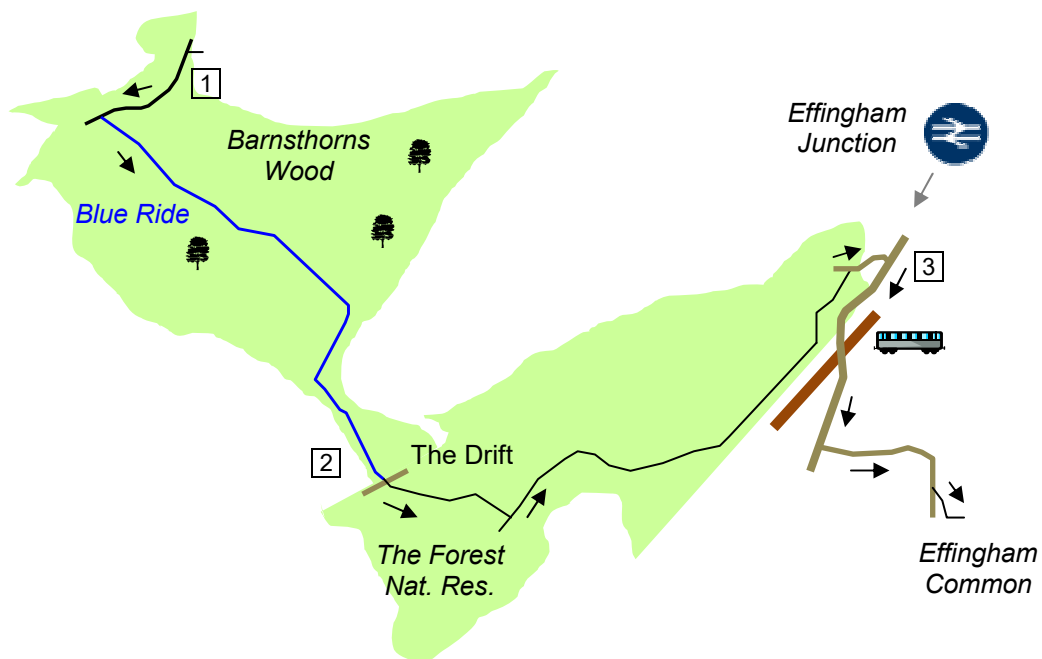 1
Barnsthorns
Wood
Blue Ride
Effingham
Junction
3
2
The Drift
The Forest
Nat. Res.
Effingham
Common